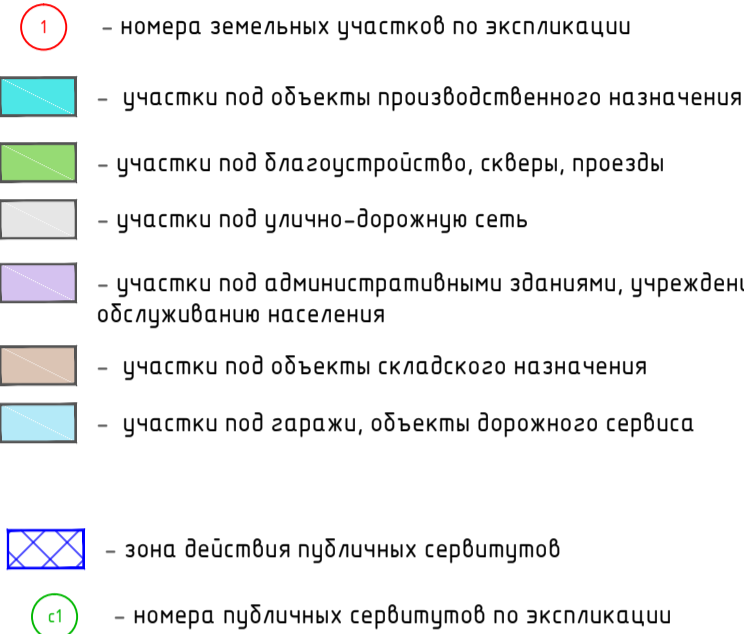 1 – номера земельных участков по экспликации
– участки под объекты производственного назначения
– участки под благоустройство, скверы, проезды
– участки под улично-дорожную сеть
– участки под административными зданиями,
обслуживанию населения
– участки под объекты складского назначения
– участки под гаражи, объекты дорожного сервиса
– зона действия публичных сервитутов
с1 – номера публичных сервитутов по экспликации